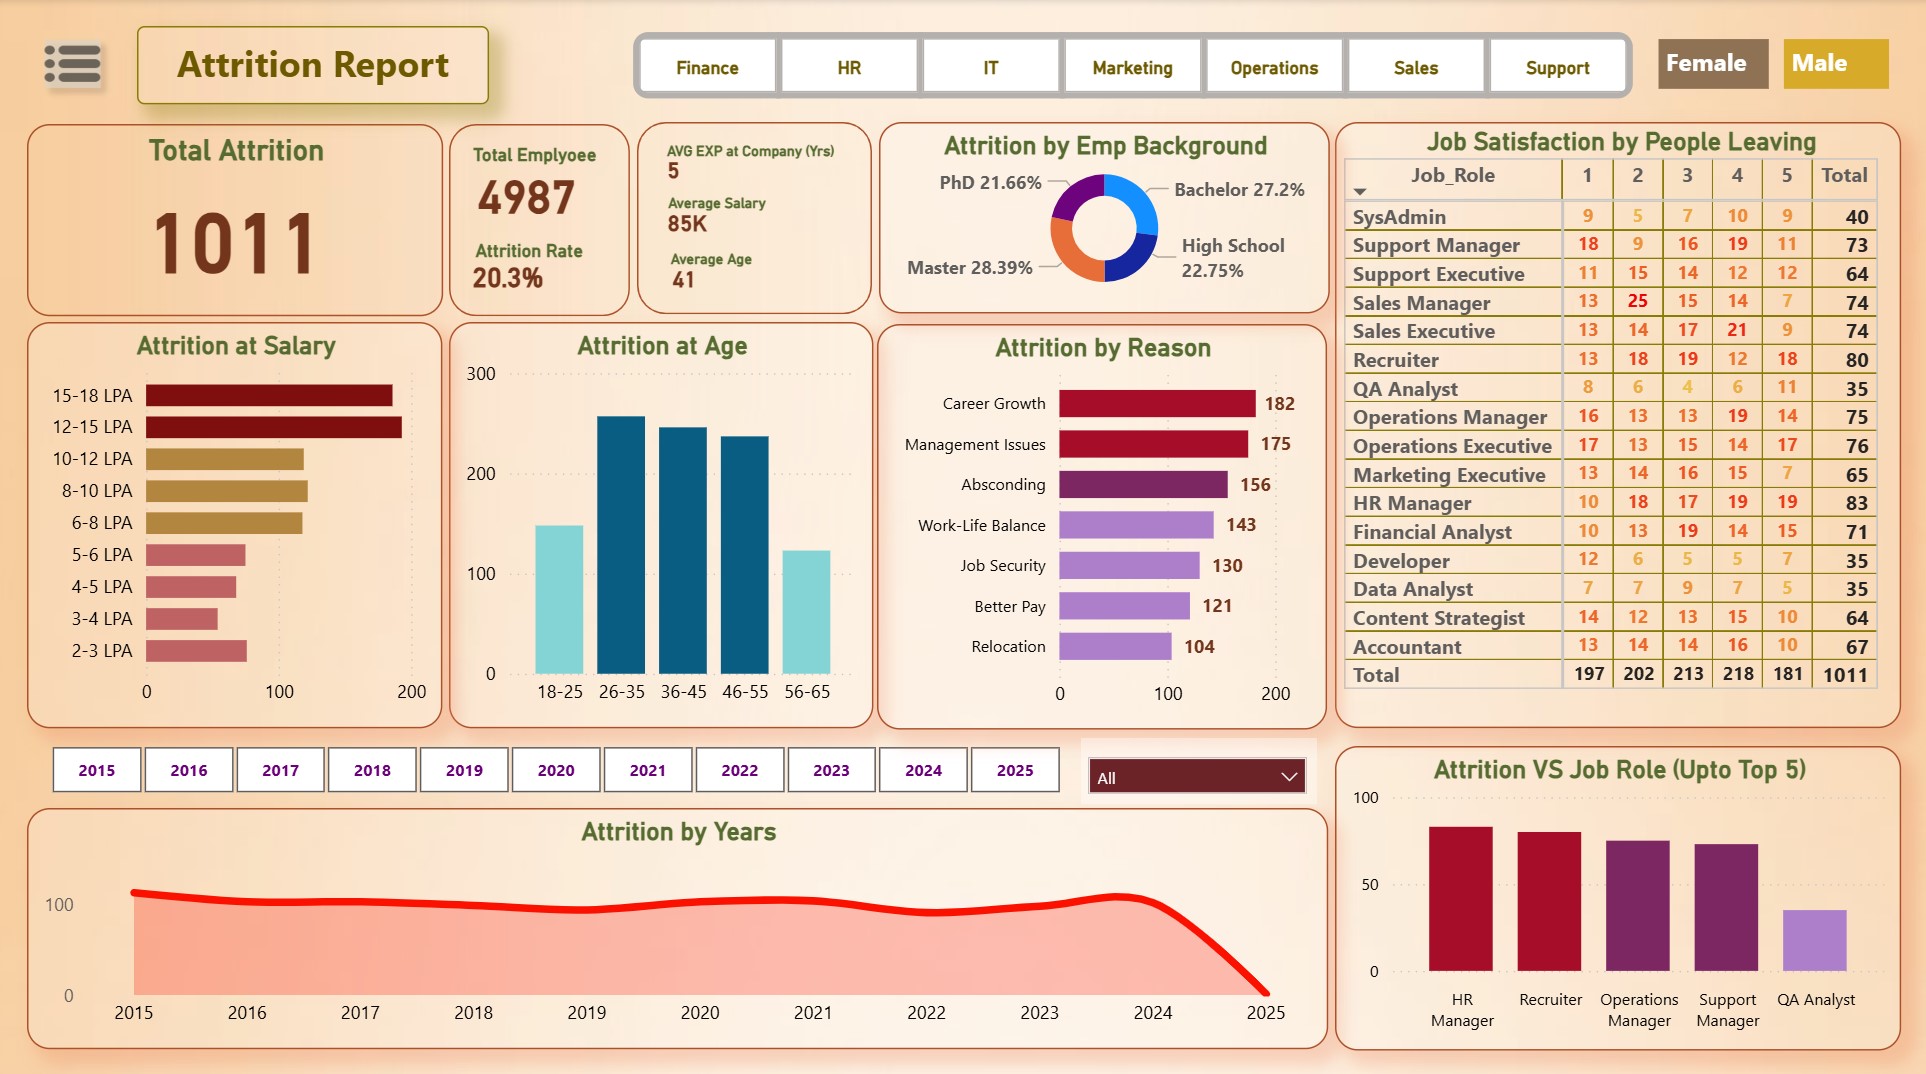 Attrition Report
Finance HR IT Marketing Operations Sales Support
Female Male
Total Attrition
1011
Total Emplyoee
4987
Attrition Rate
20.3%
AVG EXP at Company (Yrs)
5
Average Salary
85K
Average Age
41
Attrition by Emp Background
PhD 21.66%
Bachelor 27.2%
High School
22.75%
Master 28.39%
Job Satisfaction by People Leaving
Job_Role 1 2 3 4 5 Total
SysAdmin 9 5 7 10 9 40
Support Manager 18 9 16 19 11 73
Support Executive 11 15 14 12 12 64
Sales Manager 13 25 15 14 7 74
Sales Executive 13 14 17 21 9 74
Recruiter 13 18 19 12 18 80
QA Analyst 8 6 4 6 11 35
Operations Manager 16 13 13 19 14 75
Operations Executive 17 13 15 14 17 76
Marketing Executive 13 14 16 15 7 65
HR Manager 10 18 17 19 19 83
Financial Analyst 10 13 19 14 15 71
Developer 12 6 5 5 7 35
Data Analyst 7 7 9 7 5 35
Content Strategist 14 12 13 15 10 64
Accountant 13 14 14 16 10 67
Total 197 202 213 218 181 1011
Attrition at Salary
15-18 LPA
12-15 LPA
10-12 LPA
8-10 LPA
6-8 LPA
5-6 LPA
4-5 LPA
3-4 LPA
2-3 LPA
0 100 200
Attrition at Age
300
200
100
0
18-25 26-35 36-45 46-55 56-65
Attrition by Reason
Career Growth 182
Management Issues 175
Absconding 156
Work-Life Balance 143
Job Security 130
Better Pay 121
Relocation 104
0 100 200
2015 2016 2017 2018 2019 2020 2021 2022 2023 2024 2025
All
Attrition by Years
100
0
2015 2016 2017 2018 2019 2020 2021 2022 2023 2024 2025
Attrition VS Job Role (Upto Top 5)
100
50
0
HR
Manager
Recruiter
Operations
Manager
Support
Manager
QA Analyst